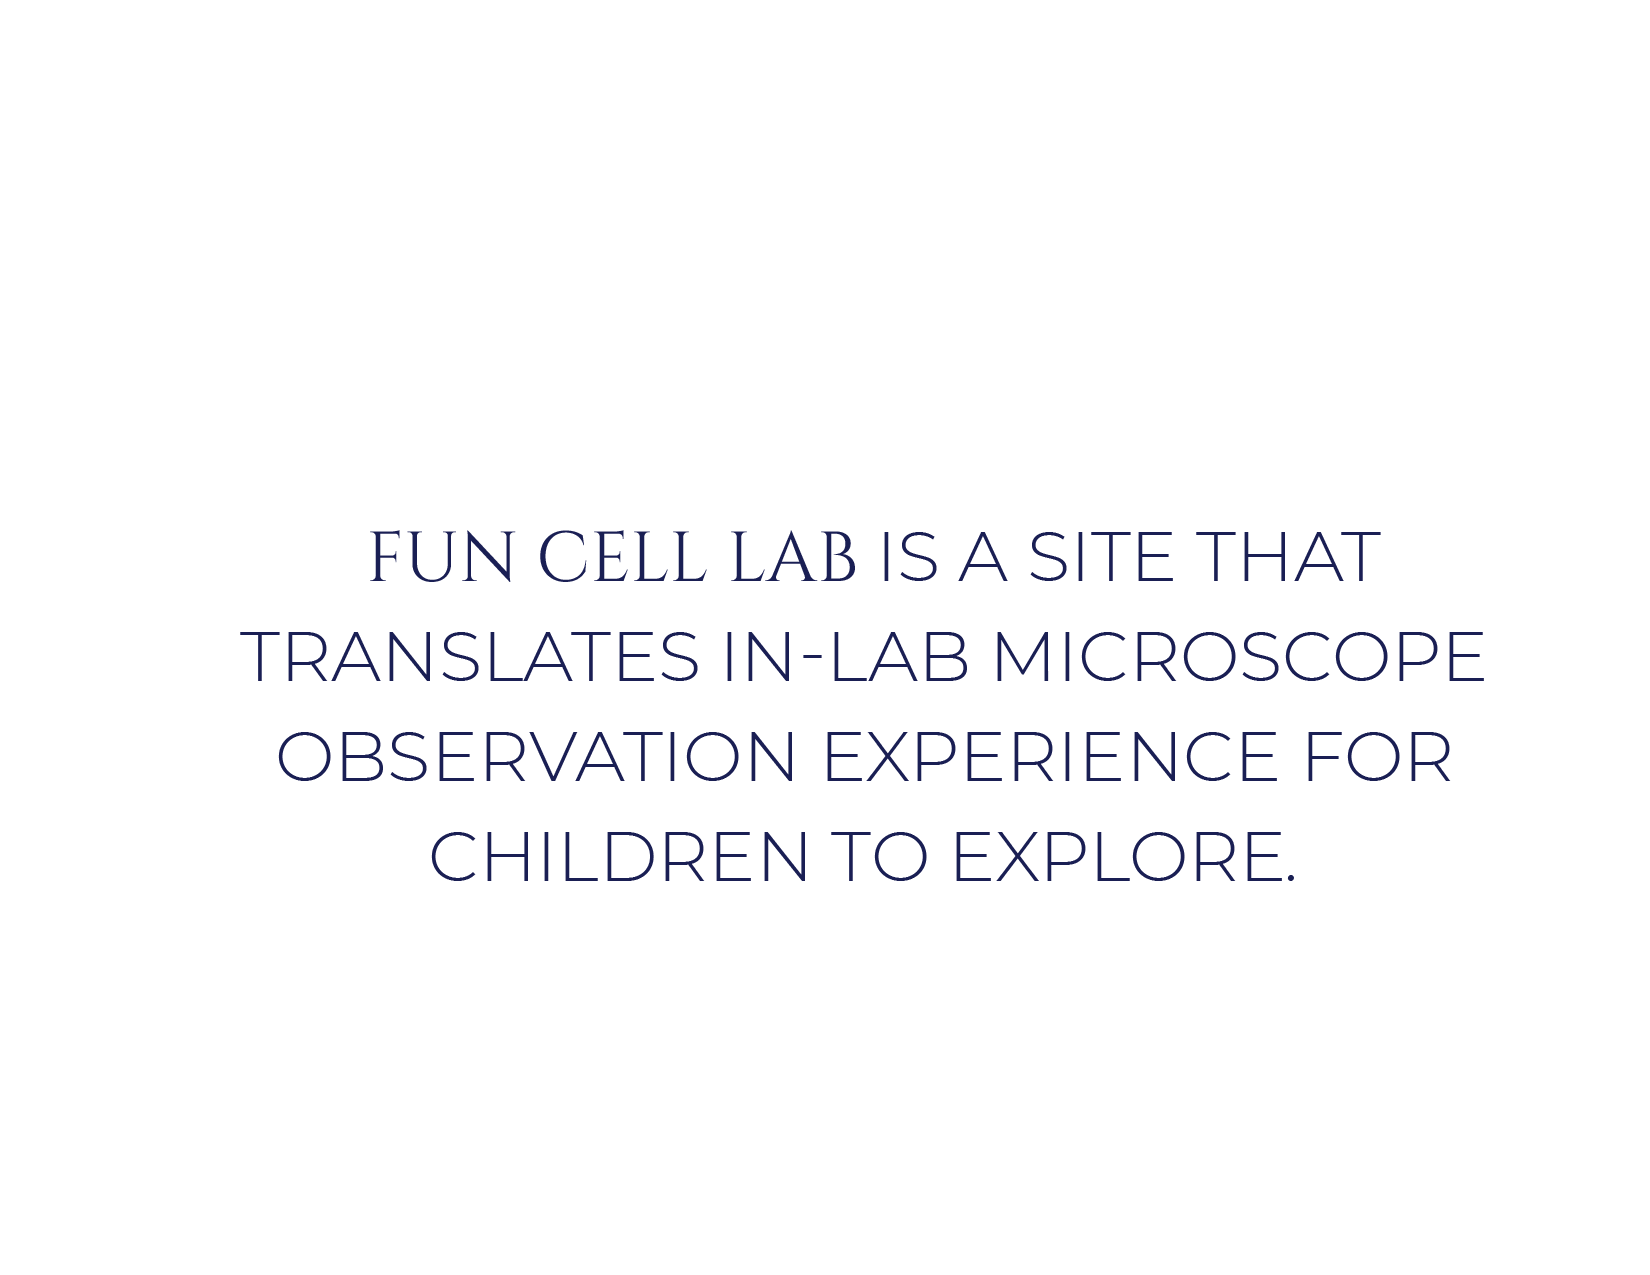 FUN CELL LAB IS A SITE THAT
TRANSLATES IN-LAB MICROSCOPE
OBSERVATION EXPERIENCE FOR
CHILDREN TO EXPLORE.